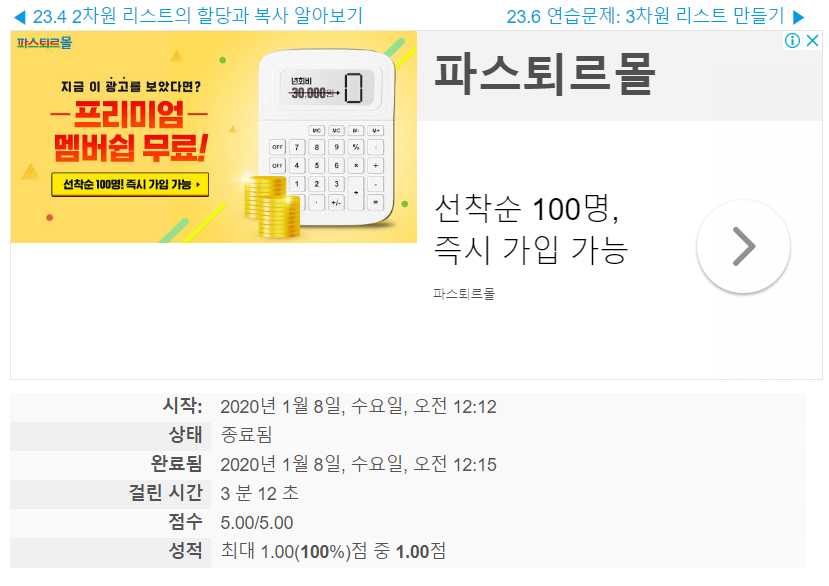 ◀ 23.4 2차원 리스트의 할당과 복사 알아보기
23.6 연습문제: 3차원 리스트 만들기 ▶
파스퇴르몰
지금 이 광고를 보았다면?
프리미엄
멤버쉽 무료!
선착순 100명! 즉시 가입 가능
년회비
30,000원→ 0
MC MC M- M+
OFF 7 8 9 % ÷
OFF 4 5 6 × ÷
1 2 3 + -
0 · +/- =
파스퇴르몰
선착순 100명,
즉시 가입 가능
파스퇴르몰
시작: 2020년 1월 8일, 수요일, 오전 12:12
상태 종료됨
완료됨 2020년 1월 8일, 수요일, 오전 12:15
걸린 시간 3 분 12 초
점수 5.00/5.00
성적 최대 1.00(100%)점 중 1.00점